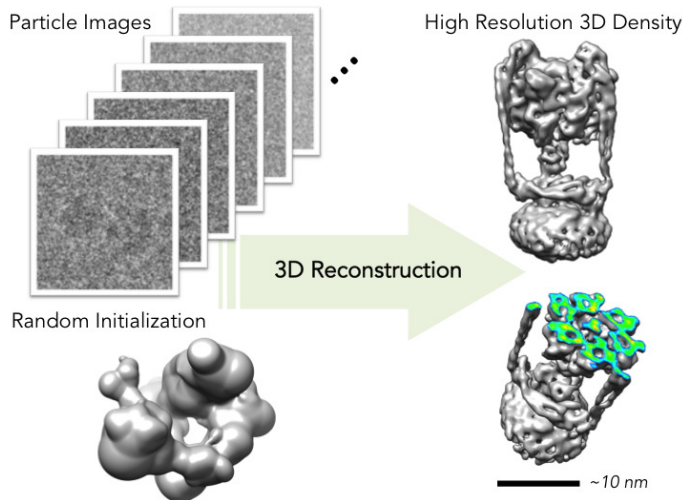 Particle Images
High Resolution 3D Density
3D Reconstruction
Random Initialization
~10 nm